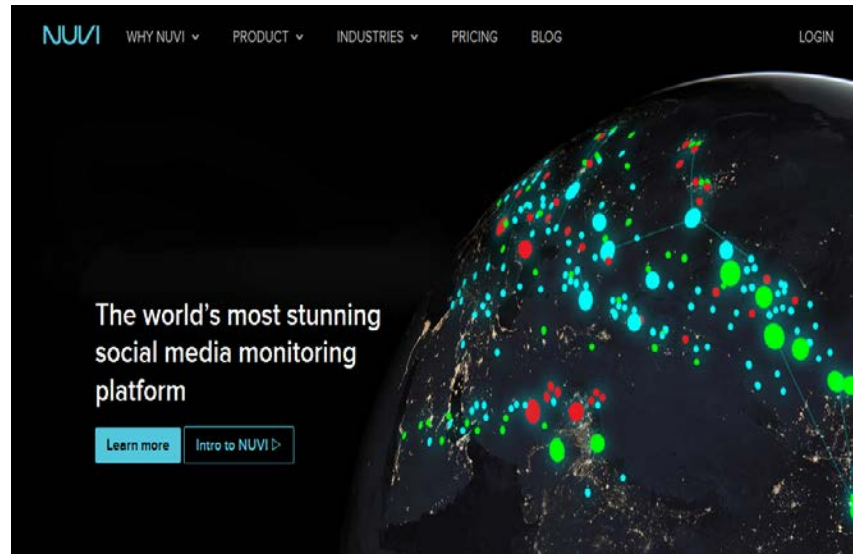 NUVI WHY NUVI PRODUCT INDUSTRIES PRICING BLOG LOGIN
The world's most stunning
social media monitoring
platform
Learn more Intro to NUVI